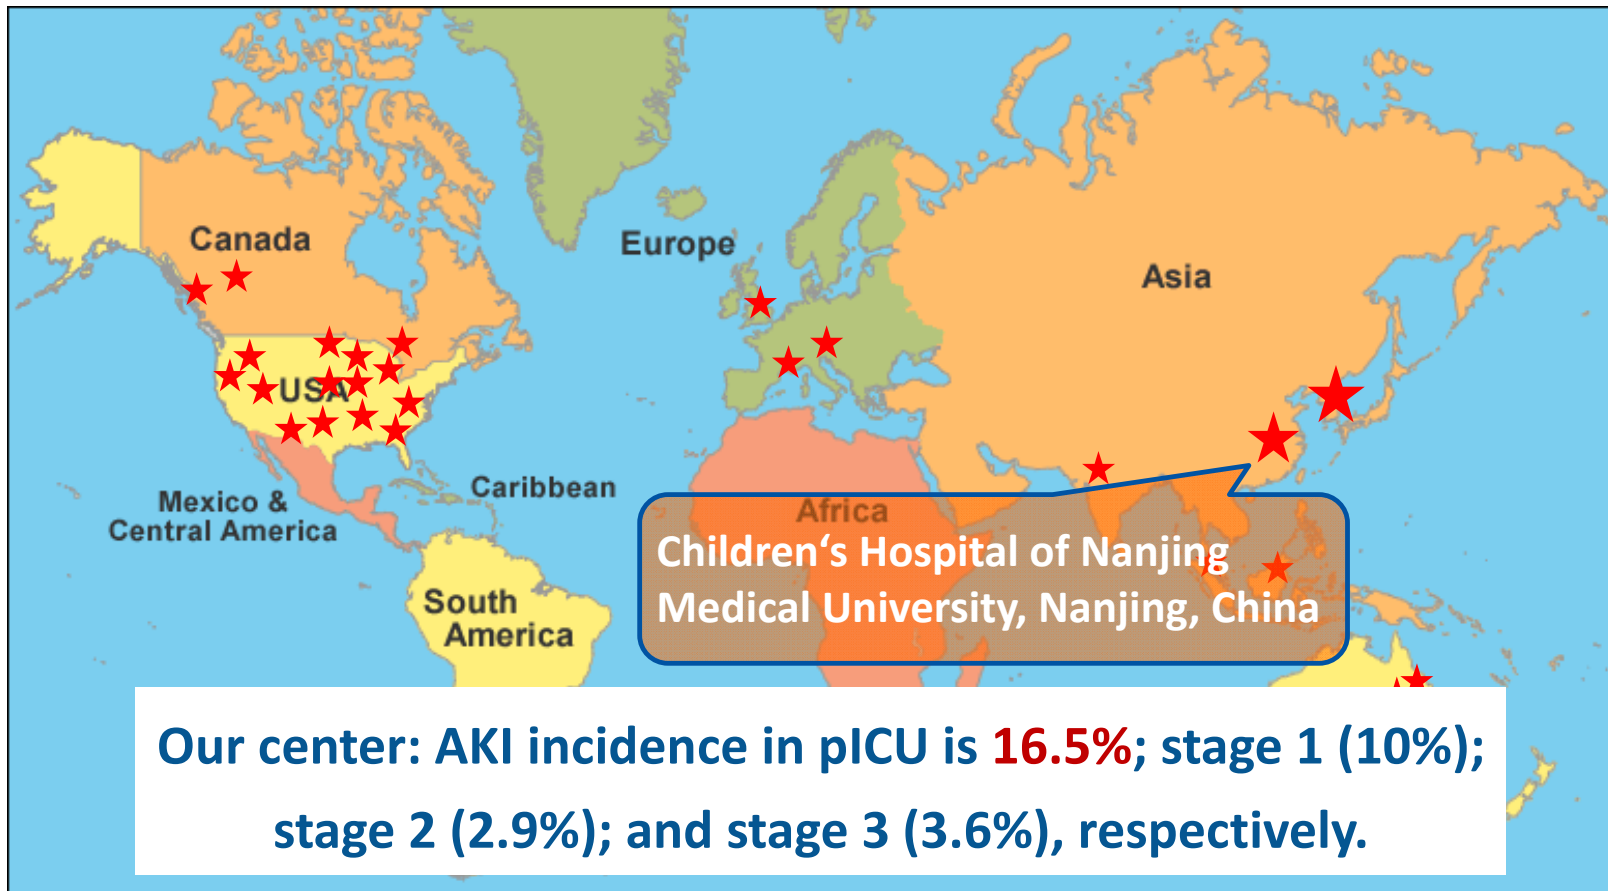 Canada
Europe
Asia
USA
Caribbean
Mexico &
Central America
Africa
Children‘s Hospital of Nanjing
Medical University, Nanjing, China
South
America
Our center: AKI incidence in pICU is 16.5%; stage 1 (10%);
stage 2 (2.9%); and stage 3 (3.6%), respectively.